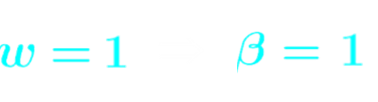 w = 1 β = 1